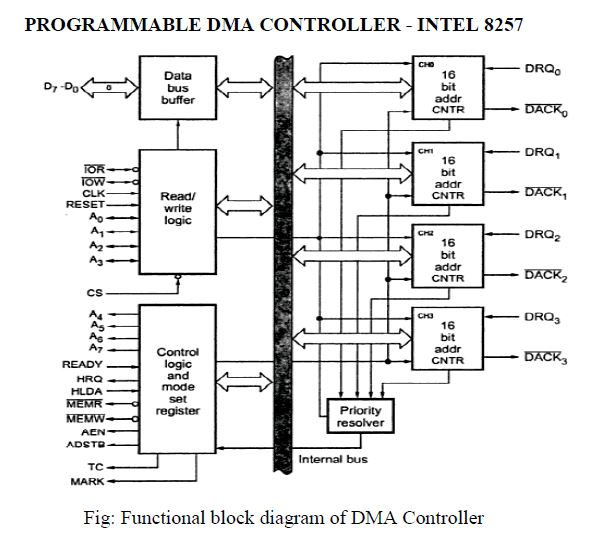 PROGRAMMABLE DMA CONTROLLER - INTEL 8257
D7 -D0
Data
bus
buffer
CH0
16
bit
addr
CNTR
DRQ0
DACK0
IOR
IOW
CLK
RESET
A0
A1
A2
A3
CS
Read/
write
logic
CH1
16
bit
addr
CNTR
DRQ1
DACK1
CH2
16
bit
addr
CNTR
DRQ2
DACK2
A4
A5
A6
A7
READY
HRQ
HLDA
MEMR
MEMW
AEN
ADSTB
TC
MARK
Control
logic
and
mode
set
register
CH3
16
bit
addr
CNTR
DRQ3
DACK3
Priority
resolver
Internal bus
Fig: Functional block diagram of DMA Controller